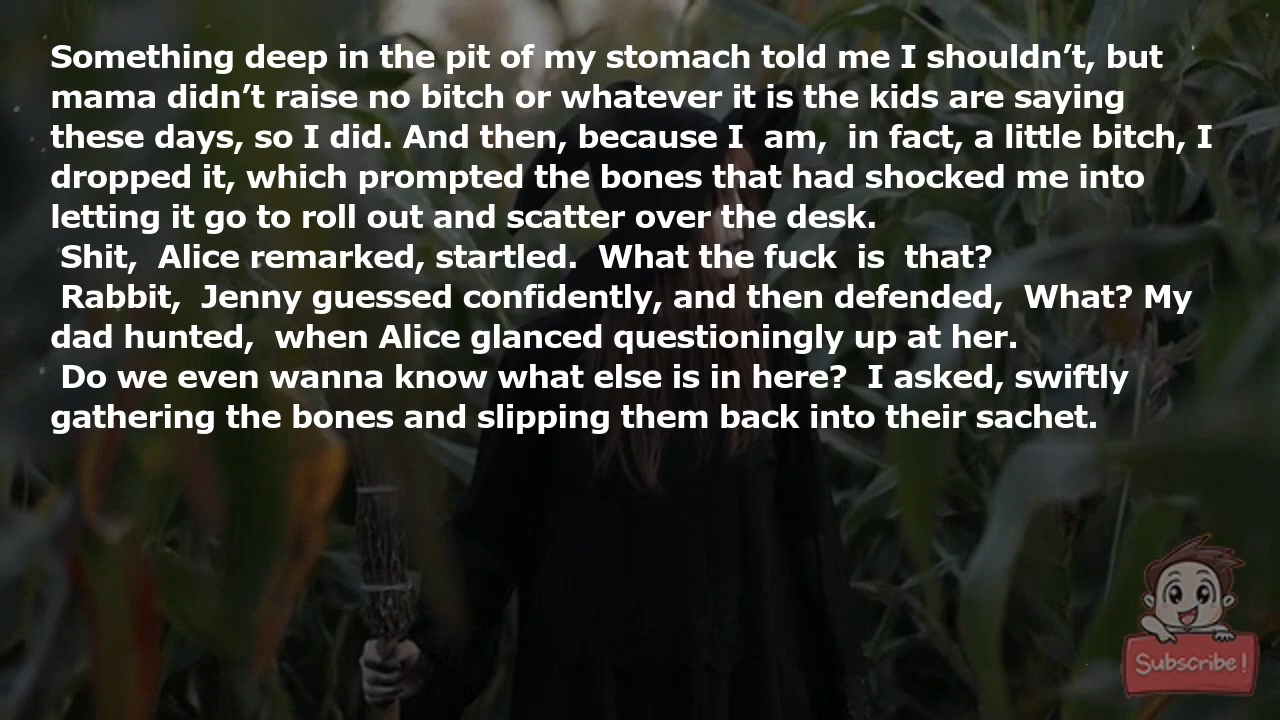 Something deep in the pit of my stomach told me I shouldn’t, but
mama didn’t raise no bitch or whatever it is the kids are saying
these days, so I did. And then, because I  am,  in fact, a little bitch, I
dropped it, which prompted the bones that had shocked me into
letting it go to roll out and scatter over the desk.
 Shit,  Alice remarked, startled.  What the fuck  is  that?
 Rabbit,  Jenny guessed confidently, and then defended,  What? My
dad hunted,  when Alice glanced questioningly up at her.
 Do we even wanna know what else is in here?  I asked, swiftly
gathering the bones and slipping them back into their sachet.
Subscribe!